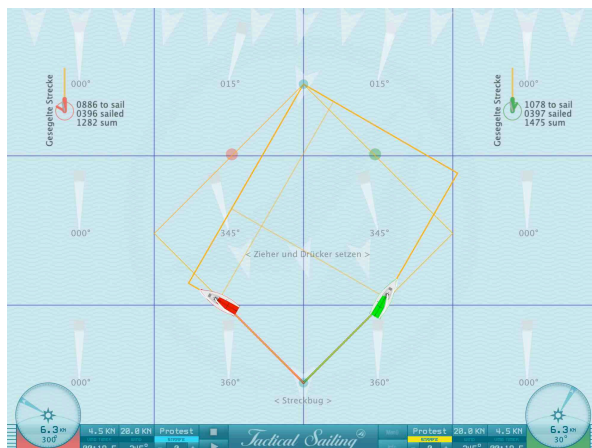 Gesegelte Strecke
000°
015°
015°
000°
Gesegelte Strecke
0886 to sail
0396 sailed
1282 sum
1078 to sail
0397 sailed
1475 sum
000°
345°
345°
000°
< Zieher und Drücker setzen >
360°
360°
< Streckbug >
6.3 KN
300°
4.5 KN 20.0 KN Protest
Tactical Sailing
Protest 20.0 KN 4.5 KN
6.3 KN
30°